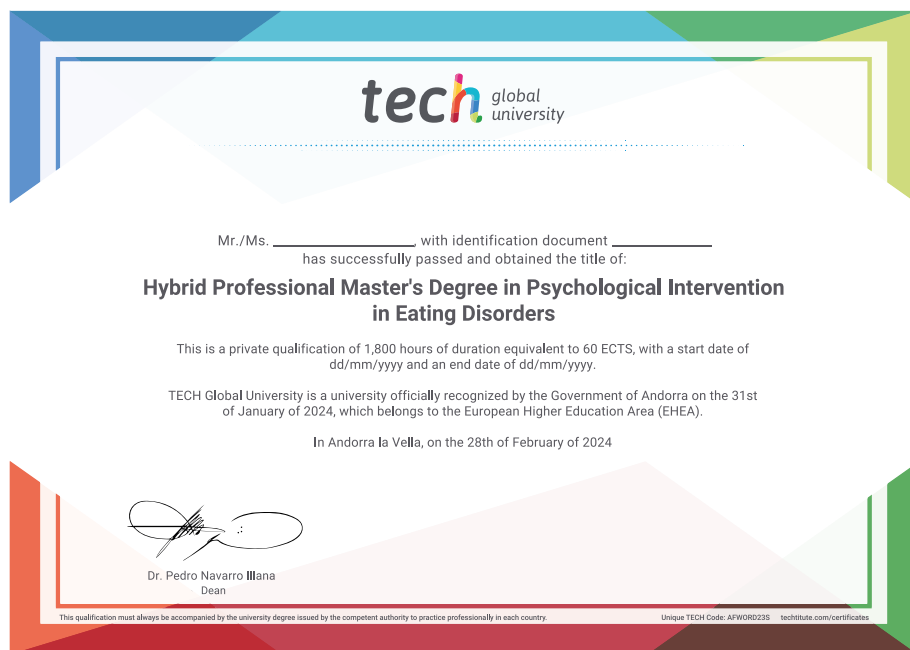 tech global
university
Mr./Ms. ____________, with identification document ____________
has successfully passed and obtained the title of:
Hybrid Professional Master's Degree in Psychological Intervention
in Eating Disorders
This is a private qualification of 1,800 hours of duration equivalent to 60 ECTS, with a start date of
dd/mm/yyyy and an end date of dd/mm/yyyy.
TECH Global University is a university officially recognized by the Government of Andorra on the 31st
of January of 2024, which belongs to the European Higher Education Area (EHEA).
In Andorra la Vella, on the 28th of February of 2024
Dr. Pedro Navarro Illana
Dean
This qualification must always be accompanied by the university degree issued by the competent authority to practice professionally in each country. Unique TECH Code: AFWORD23S techtitute.com/certificates